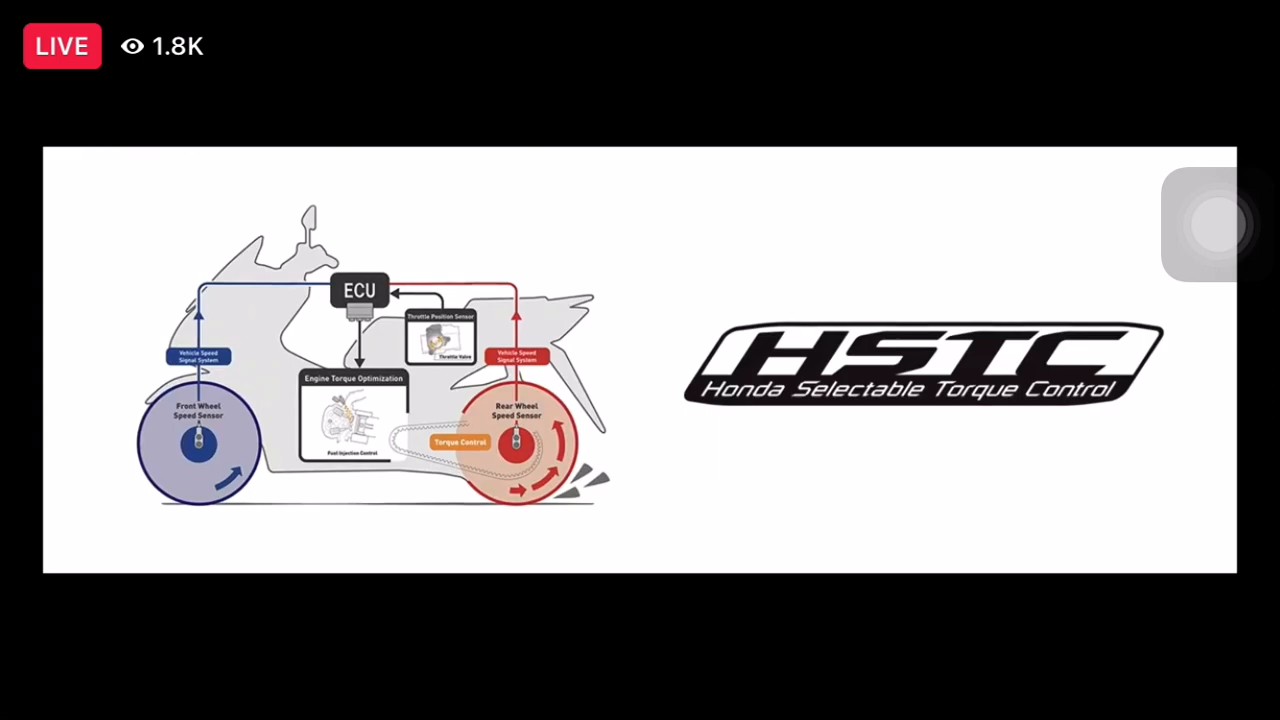 LIVE 1.8K
ECU
Throttle Position Sensor
Throttle Valve
Vehicle Speed
Signal System
Vehicle Speed
Signal System
Engine Torque Optimization
Fuel Injection Control
Front Wheel
Speed Sensor
Rear Wheel
Speed Sensor
Torque Control
HSTC
Honda Selectable Torque Control